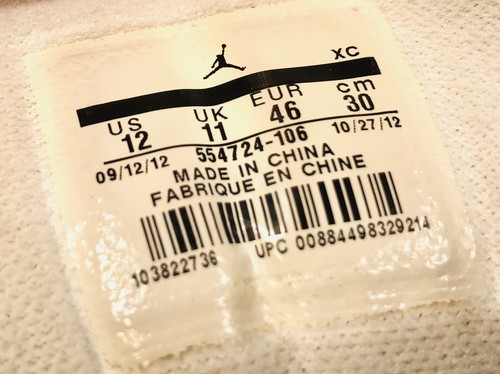 XC
US UK EUR cm
12 11 46 30
09/12/12 554724-106 10/27/12
MADE IN CHINA
FABRIQUE EN CHINE
103822736 UPC 00884498329214